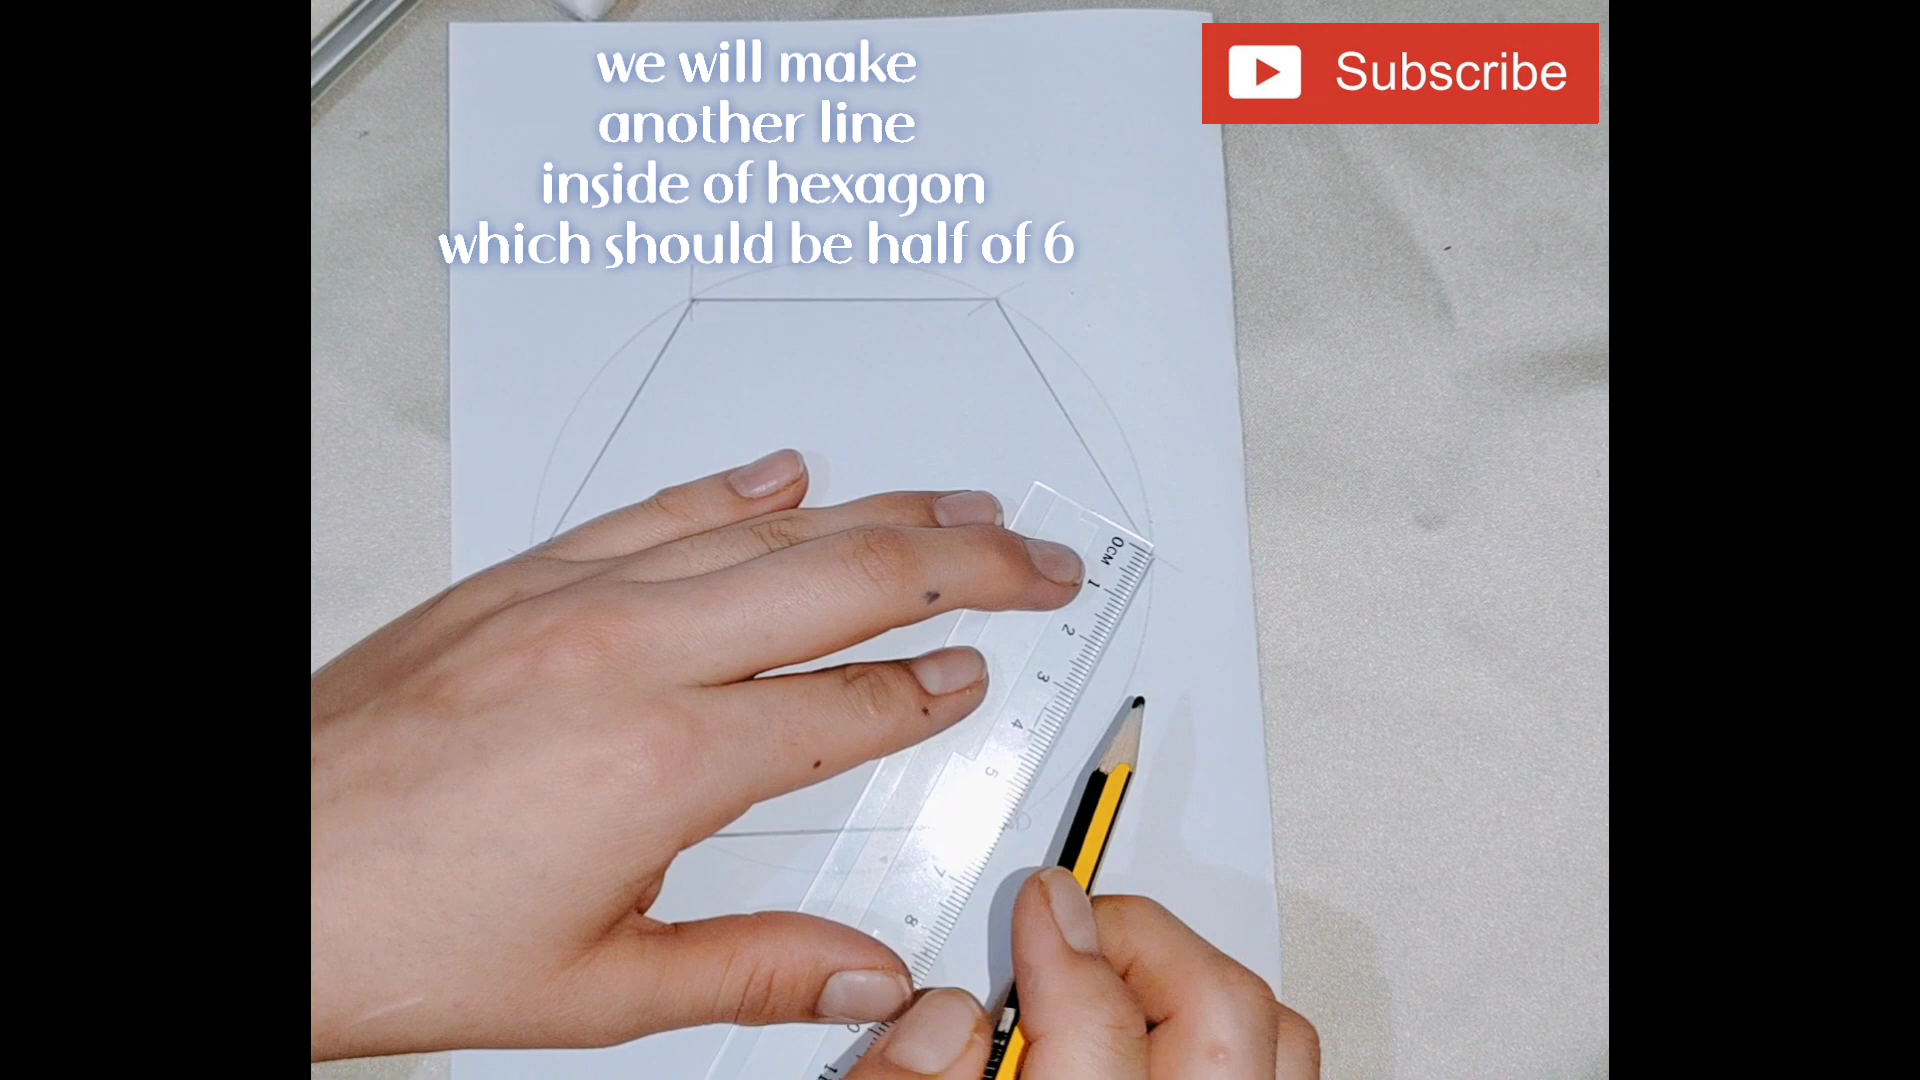 we will make
another line
inside of hexagon
which should be half of 6
Subscribe
0CM
1
2
3
4
5
7
8
11